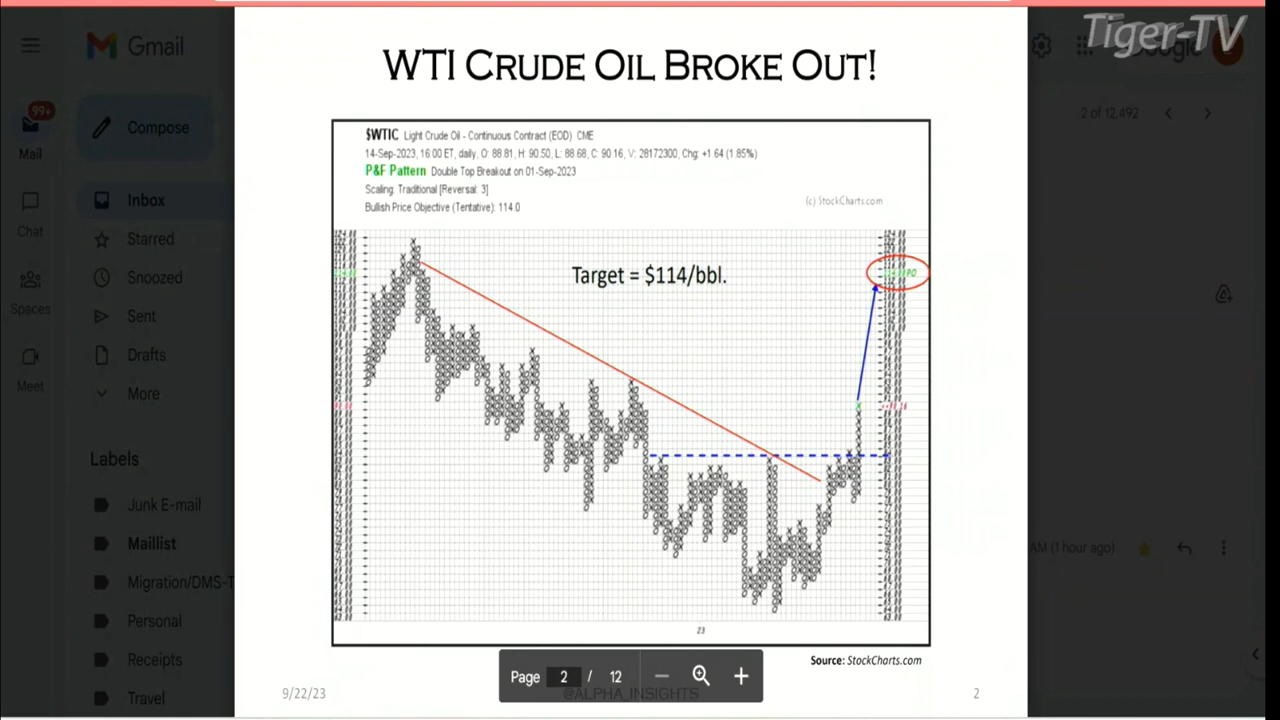 Tiger-TV
Gmail
99+
Mail
Compose
2 of 12,492
Inbox
Chat
Starred
Snoozed
Spaces
Sent
Drafts
Meet
More
Labels
Junk E-mail
Maillist
Migration/DMS-T
Personal
Receipts
Travel
AM (1 hour ago)
WTI CRUDE OIL BROKE OUT!
$WTIC Light Crude Oil - Continuous Contract (EOD) CME
14-Sep-2023, 16:00 ET, daily, O: 88.81, H: 90.50, L: 88.68, C: 90.16, V: 28172300, Chg: +1.64 (1.85%)
P&F Pattern Double Top Breakout on 01-Sep-2023
Scaling: Traditional [Reversal: 3]
(c) StockCharts.com
Bullish Price Objective (Tentative): 114.0
Target = $114/bbl.
23
Source: StockCharts.com
Page 2 / 12
9/22/23
@ALPHA_INSIGHTS
2